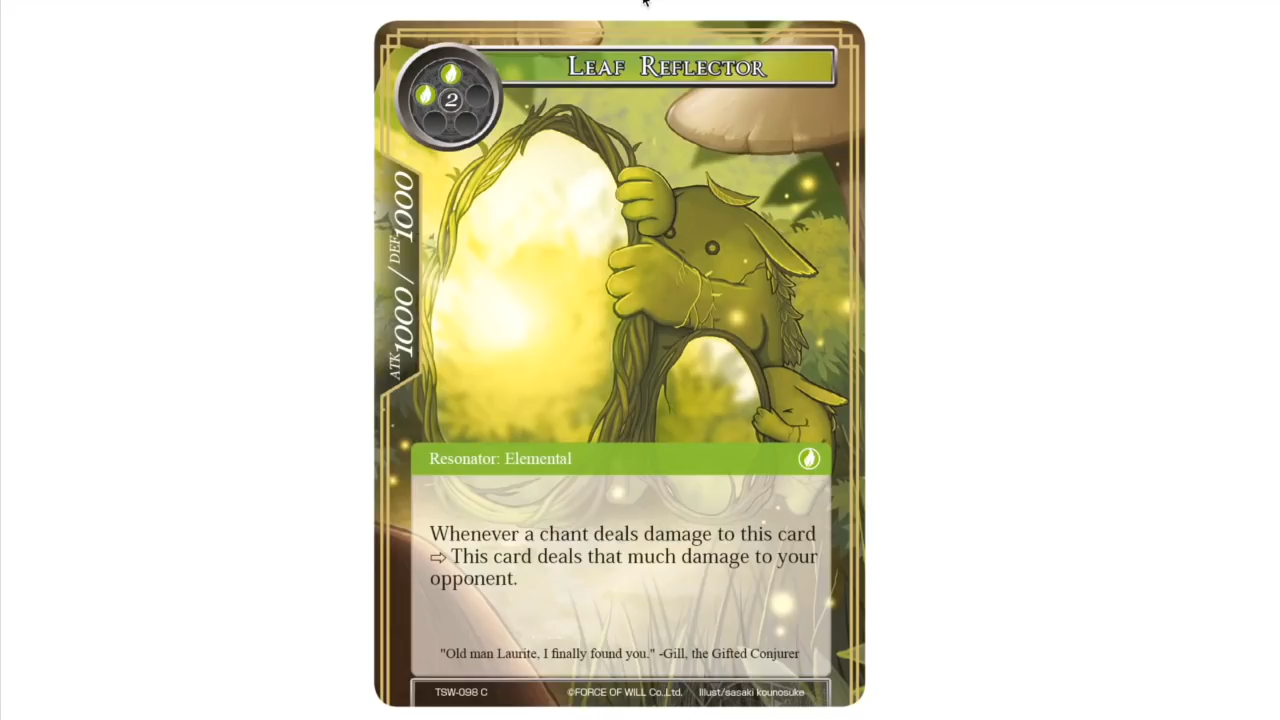 Leaf Reflector
2
ATK 1000 / DEF 1000
Resonator: Elemental
Whenever a chant deals damage to this card
⇨ This card deals that much damage to your
opponent.
"Old man Laurite, I finally found you." -Gill, the Gifted Conjurer
TSW-098 C ©FORCE OF WILL Co.,Ltd. Illust/sasaki kounosuke